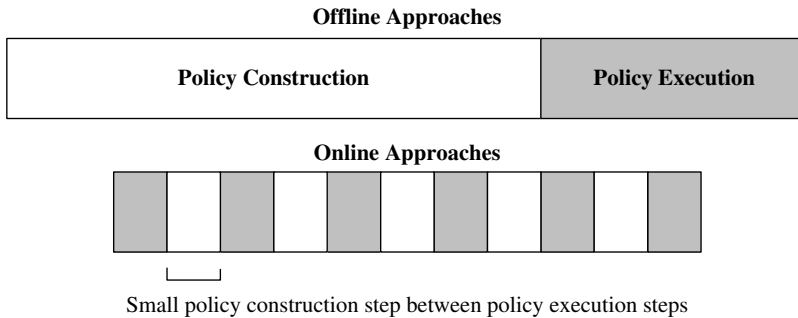 Offline Approaches
Policy Construction Policy Execution
Online Approaches
Small policy construction step between policy execution steps